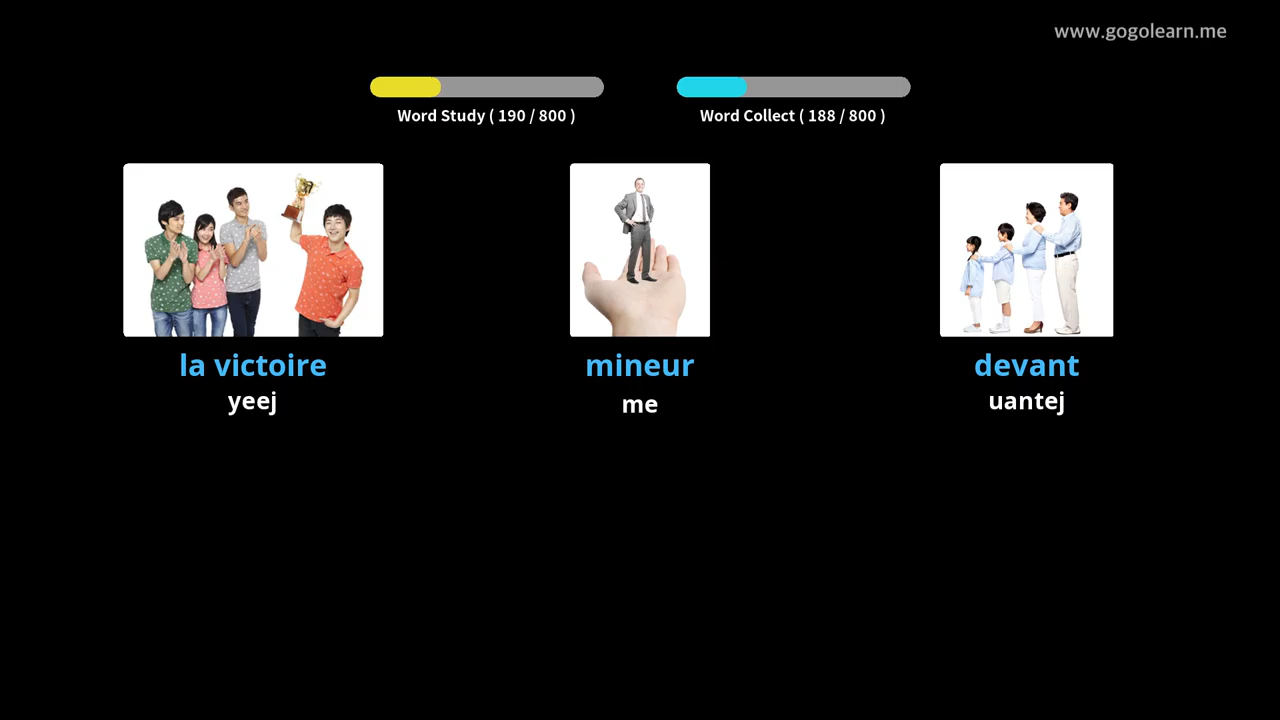 www.gogolearn.me
Word Study ( 190 / 800 )
Word Collect ( 188 / 800 )
la victoire
yeej
mineur
me
devant
uantej